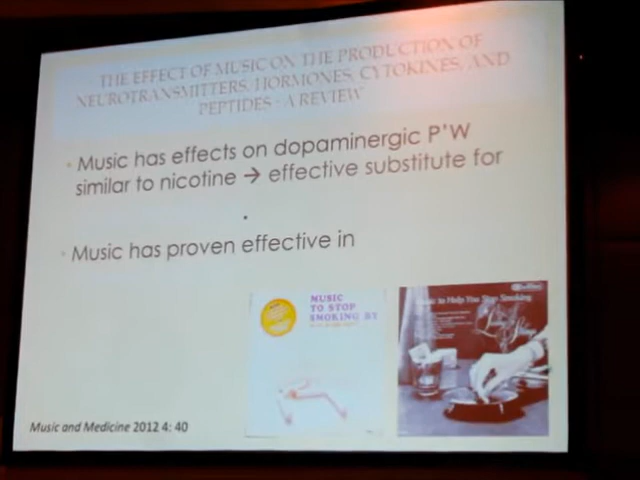 THE EFFECT OF MUSIC ON THE PRODUCTION OF
NEUROTRANSMITTERS, HORMONES, CYTOKINES, AND
PEPTIDES - A REVIEW
• Music has effects on dopaminergic P'W
similar to nicotine → effective substitute for
.
• Music has proven effective in
MUSIC
TO STOP
SMOKING BY
Music to Help You Stop Smoking
Living
Strings
Music and Medicine 2012 4: 40